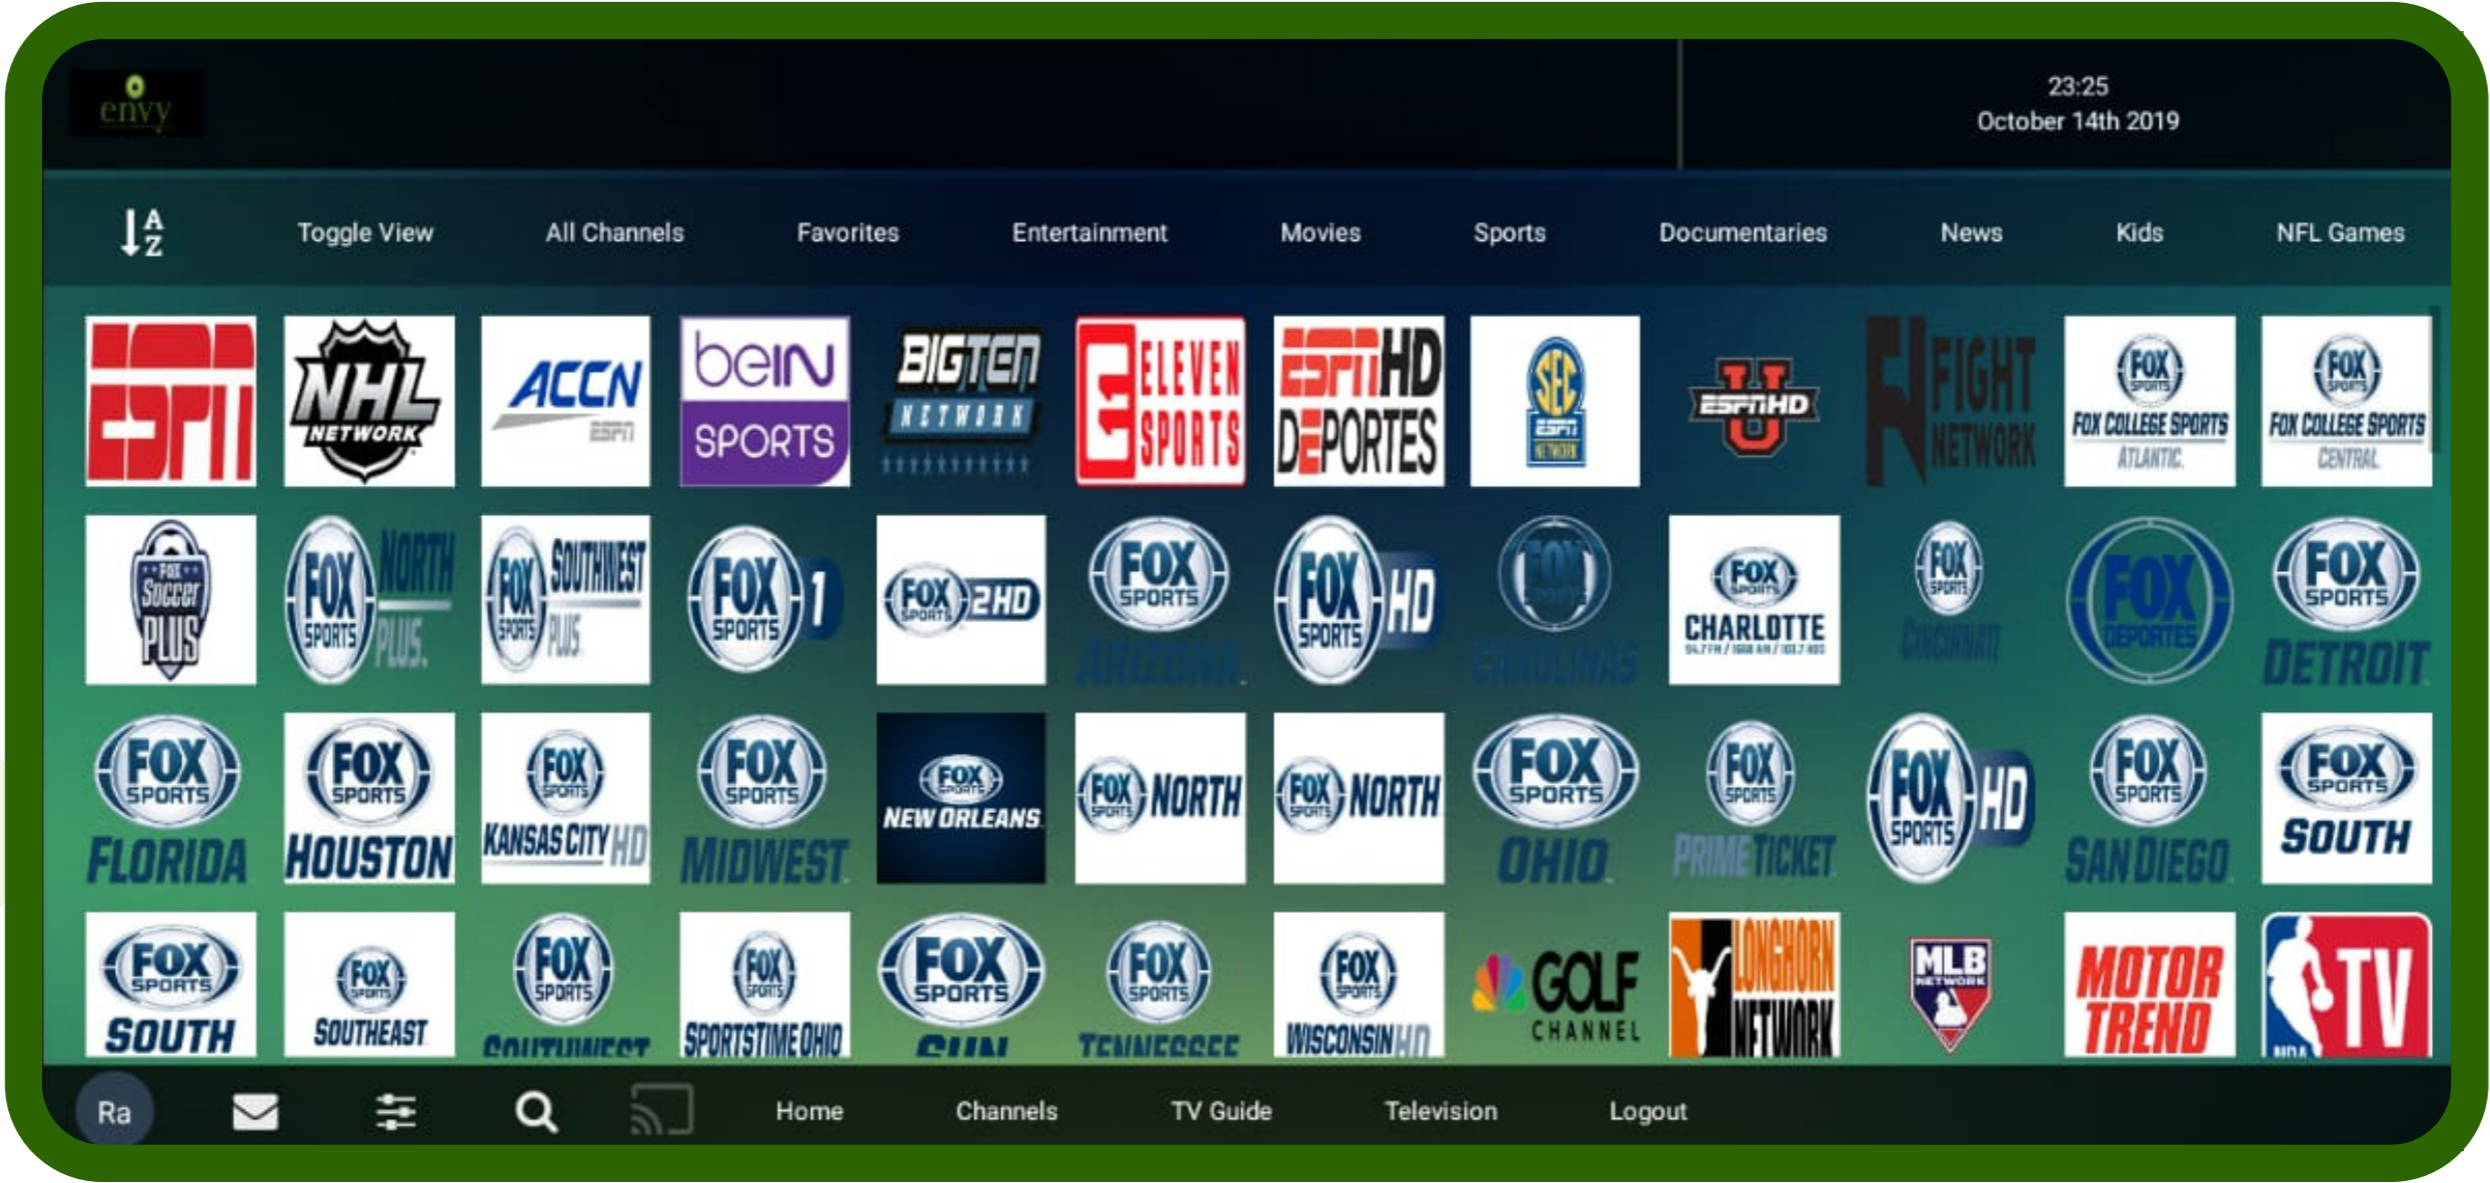 envy
23:25
October 14th 2019
A
Z
Toggle View
All Channels
Favorites
Entertainment
Movies
Sports
Documentaries
News
Kids
NFL Games
ESPN
NHL
NETWORK
ACCN
ESPN
beIN
SPORTS
BIGTEN
NETWORK
11
ELEVEN
SPORTS
ESPN HD
DEPORTES
SEC
ESPN
NETWORK
U
ESPN HD
FIGHT
NETWORK
FOX
SPORTS
FOX COLLEGE SPORTS
ATLANTIC.
FOX
SPORTS
FOX COLLEGE SPORTS
CENTRAL.
FOX
Soccer
PLUS
FOX
SPORTS
NORTH
PLUS.
FOX
SPORTS
SOUTHWEST
PLUS
FOX
SPORTS
1
FOX
SPORTS
2HD
FOX
SPORTS
ARIZONA
FOX
SPORTS
HD
FOX
SPORTS
CAROLINAS
FOX
SPORTS
CHARLOTTE
FOX
SPORTS
CINCINNATI
FOX
DEPORTES
FOX
SPORTS
DETROIT
FOX
SPORTS
FLORIDA
FOX
SPORTS
HOUSTON
FOX
SPORTS
KANSAS CITY HD
FOX
SPORTS
MIDWEST
FOX
SPORTS
NEW ORLEANS
FOX
SPORTS
NORTH
FOX
SPORTS
NORTH
FOX
SPORTS
OHIO
FOX
SPORTS
PRIME TICKET
FOX
SPORTS
HD
FOX
SPORTS
SAN DIEGO
FOX
SPORTS
SOUTH
FOX
SPORTS
SOUTH
FOX
SPORTS
SOUTHEAST
FOX
SPORTS
SOUTHWEST
FOX
SPORTS
SPORTSTIME OHIO
FOX
SPORTS
SUN
FOX
SPORTS
TENNESSEE
FOX
SPORTS
WISCONSIN HD
GOLF
CHANNEL
LONGHORN
NETWORK
MLB
NETWORK
MOTOR
TREND
TV
NBA
Ra
Home
Channels
TV Guide
Television
Logout